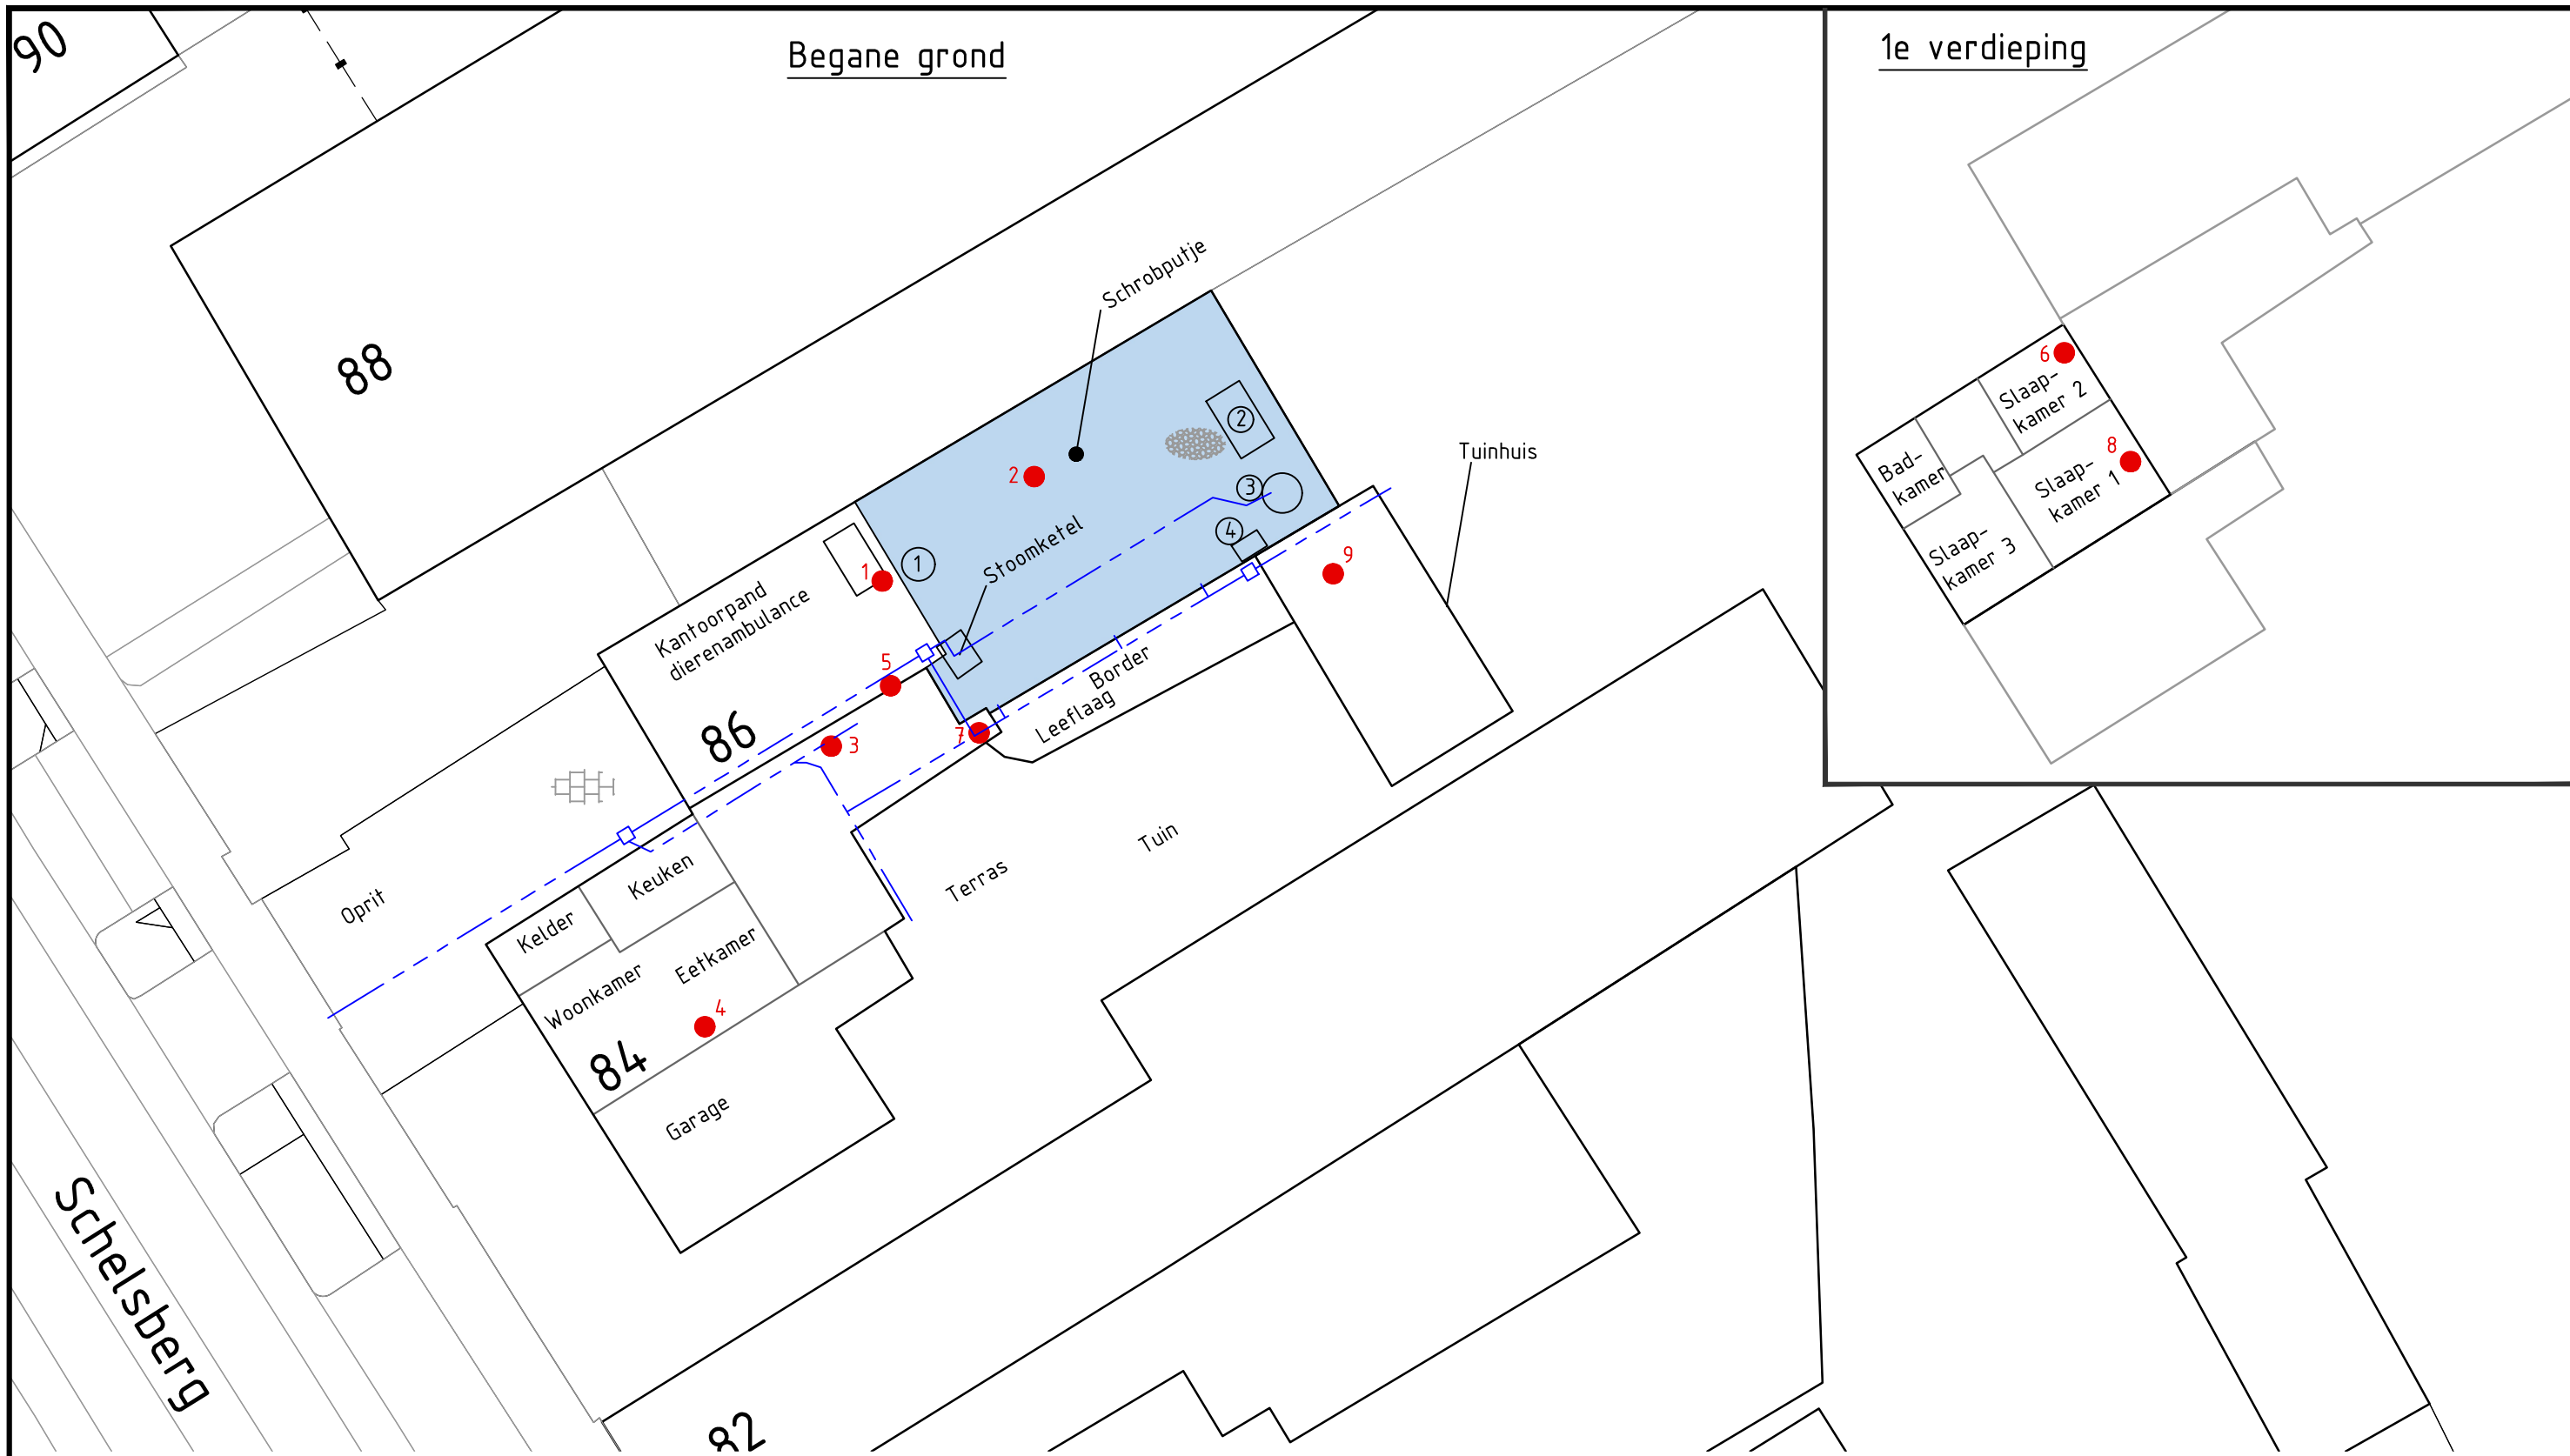 90
Begane grond
1e verdieping
88
Schrobputje
Tuinhuis
2
2
3
4
1
1
Stoomketel
9
Kantoorpand
dierenambulance
5
86
3
7
Border
Leeflaag
Tuin
Terras
Oprit
Keuken
Kelder
Eetkamer
Woonkamer
4
84
Garage
Schelsberg
82
6
Slaap-
kamer 2
8
Slaap-
kamer 1
Bad-
kamer
Slaap-
kamer 3